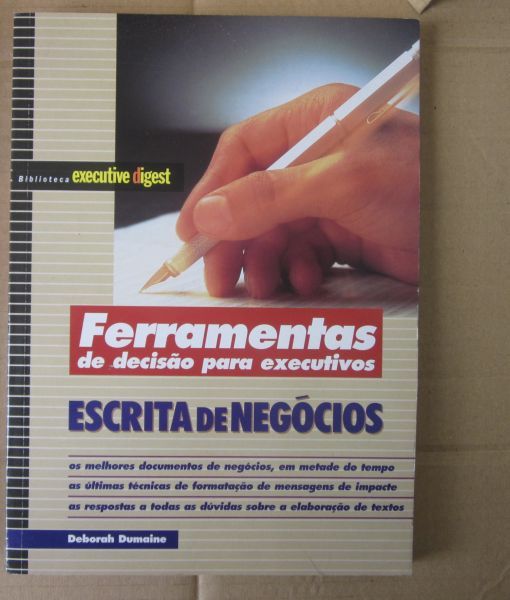 Biblioteca executive digest
Ferramentas
de decisão para executivos
ESCRITA DE NEGÓCIOS
os melhores documentos de negócios, em metade do tempo
as últimas técnicas de formatação de mensagens de impacte
as respostas a todas as dúvidas sobre a elaboração de textos
Deborah Dumaine